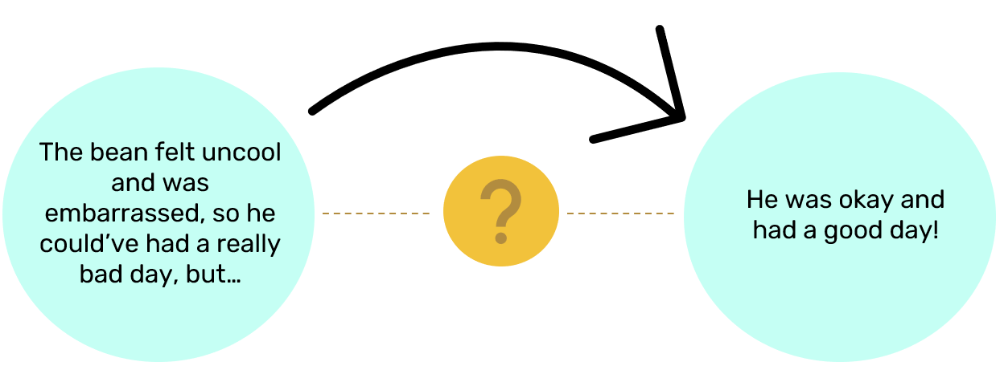 The bean felt uncool
and was
embarrassed, so he
could’ve had a really
bad day, but…
?
He was okay and
had a good day!